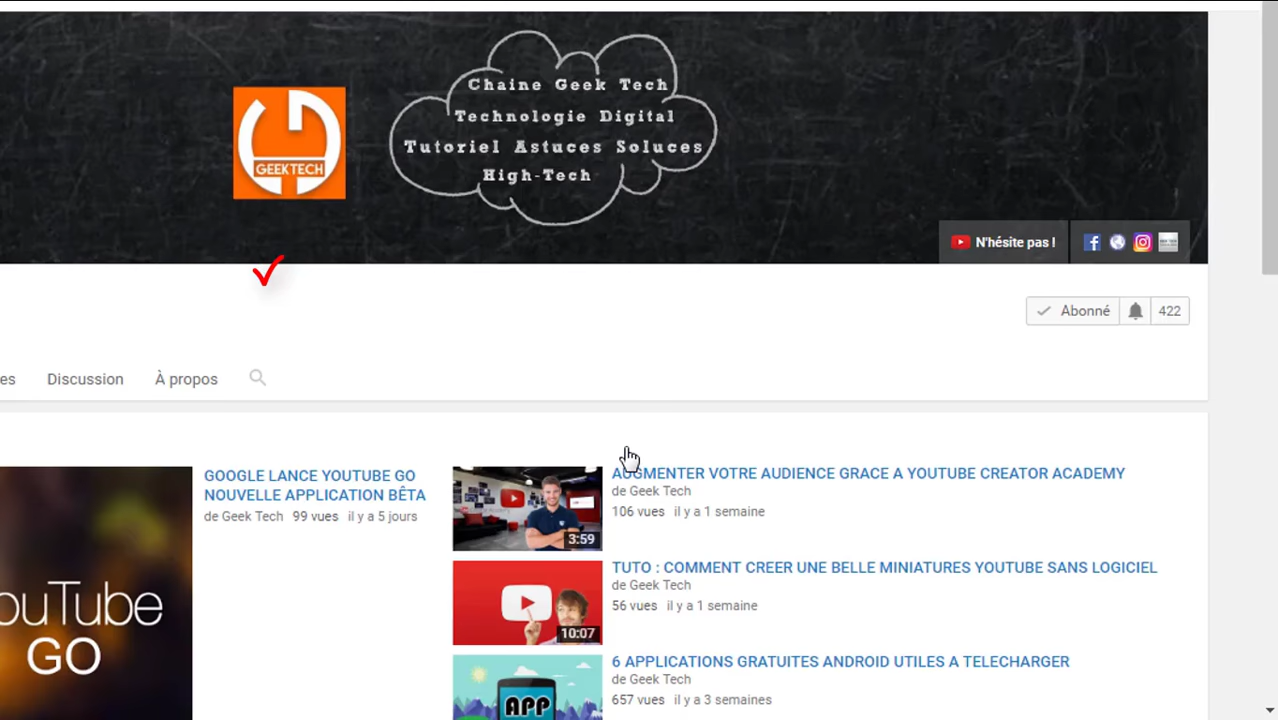 Chaine Geek Tech
Technologie Digital
Tutoriel Astuces Soluces
High-Tech
GEEKTECH
N'hésite pas !
Abonné
422
es
Discussion
À propos
GOOGLE LANCE YOUTUBE GO
NOUVELLE APPLICATION BÊTA
de Geek Tech 99 vues il y a 5 jours
ouTube
GO
AUGMENTER VOTRE AUDIENCE GRACE A YOUTUBE CREATOR ACADEMY
de Geek Tech
106 vues il y a 1 semaine
3:59
TUTO : COMMENT CREER UNE BELLE MINIATURES YOUTUBE SANS LOGICIEL
de Geek Tech
56 vues il y a 1 semaine
10:07
6 APPLICATIONS GRATUITES ANDROID UTILES A TELECHARGER
de Geek Tech
657 vues il y a 3 semaines
APP